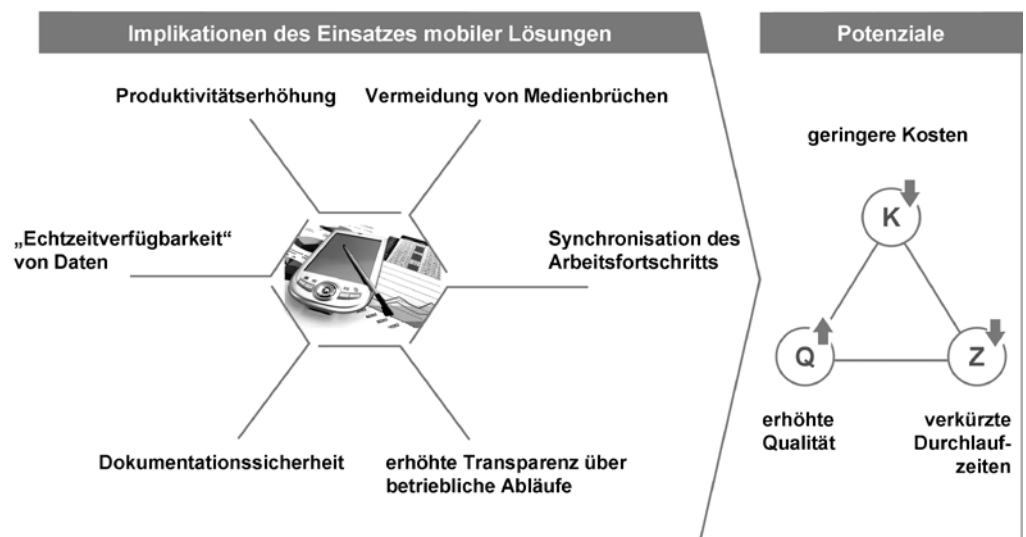 Implikationen des Einsatzes mobiler Lösungen
Potenziale
Produktivitätserhöhung
Vermeidung von Medienbrüchen
„Echtzeitverfügbarkeit“
von Daten
Synchronisation des
Arbeitsfortschritts
Dokumentationssicherheit
erhöhte Transparenz über
betriebliche Abläufe
geringere Kosten
K
Q
Z
erhöhte
Qualität
verkürzte
Durchlauf-
zeiten